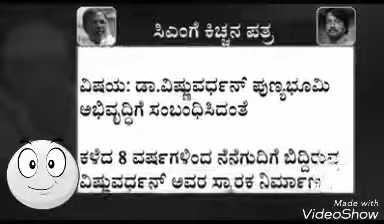 ಸಿಎಂಗೆ ಕಿಚ್ಚನ ಪತ್ರ
ವಿಷಯ: ಡಾ.ವಿಷ್ಣುವರ್ಧನ್ ಪುಣ್ಯಭೂಮಿ
ಅಭಿವೃದ್ಧಿಗೆ ಸಂಬಂಧಿಸಿದಂತೆ
ಕಳೆದ 8 ವರ್ಷಗಳಿಂದ ನೆನೆಗುದಿಗೆ ಬಿದ್ದಿರುವ
ವಿಷ್ಣುವರ್ಧನ್ ಅವರ ಸ್ಮಾರಕ ನಿರ್ಮಾಣ
Made with
VideoShow